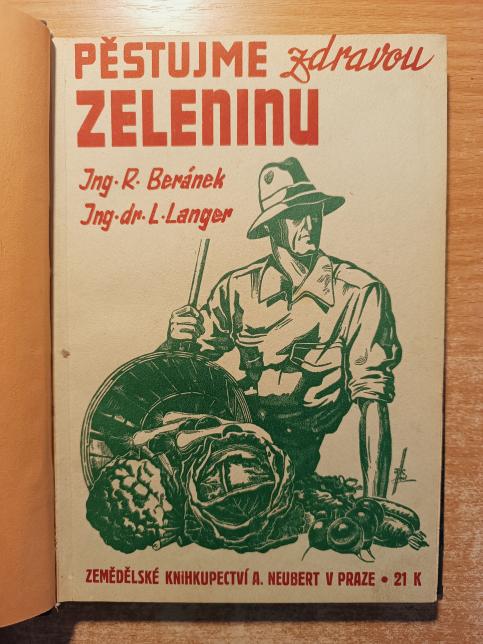 PĚSTUJME zdravou
ZELENINU
Ing. R. Beránek
Ing. dr. L. Langer
ZEMĚDĚLSKÉ KNIHKUPECTVÍ A. NEUBERT V PRAZE • 21 K